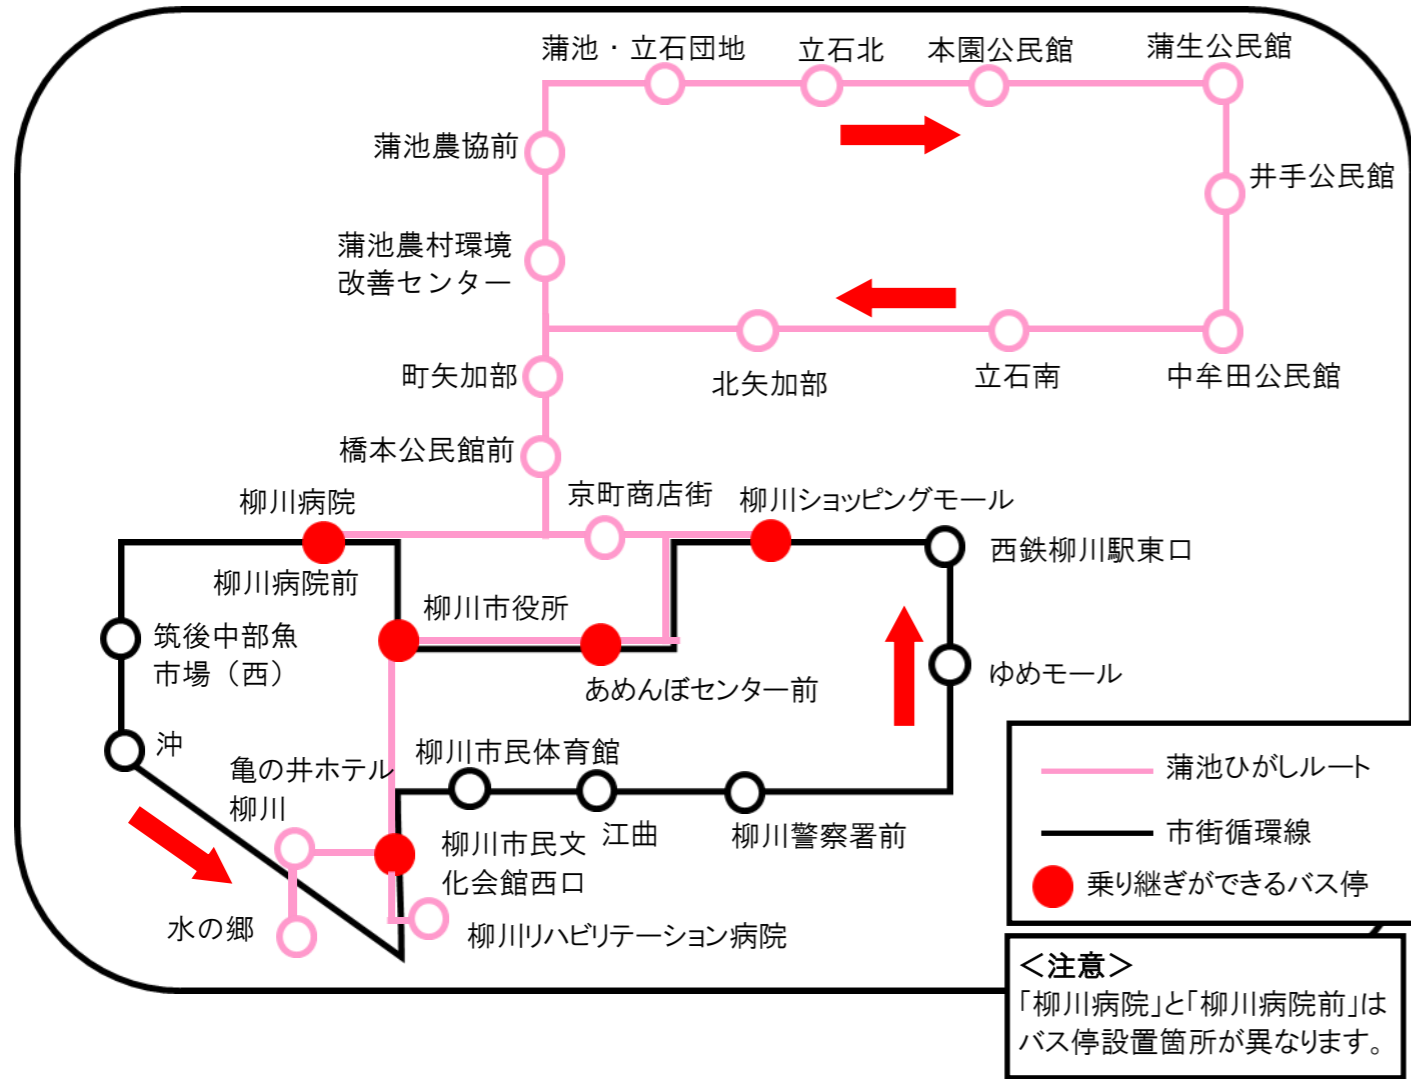 蒲池・立石団地
立石北
本園公民館
蒲生公民館
蒲池農協前
井手公民館
蒲池農村環境
改善センター
町矢加部
北矢加部
立石南
中牟田公民館
橋本公民館前
柳川病院
京町商店街
柳川ショッピングモール
西鉄柳川駅東口
柳川病院前
柳川市役所
筑後中部魚
市場（西）
あめんぼセンター前
ゆめモール
沖
亀の井ホテル
柳川
柳川市民体育館
江曲
柳川警察署前
柳川市民文
化会館西口
水の郷
柳川リハビリテーション病院
蒲池ひがしルート
市街循環線
乗り継ぎができるバス停
＜注意＞
「柳川病院」と「柳川病院前」は
バス停設置箇所が異なります。